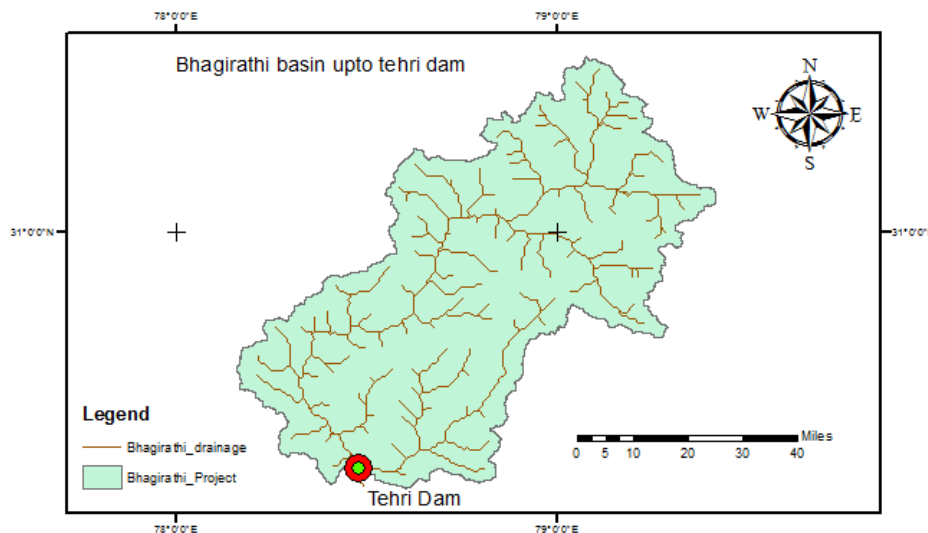 78°0'0"E 79°0'0"E
Bhagirathi basin upto tehri dam
N
W E
S
31°0'0"N 31°0'0"N
Legend
Bhagirathi_drainage
Bhagirathi_Project
Miles
0 5 10 20 30 40
Tehri Dam
78°0'0"E 79°0'0"E